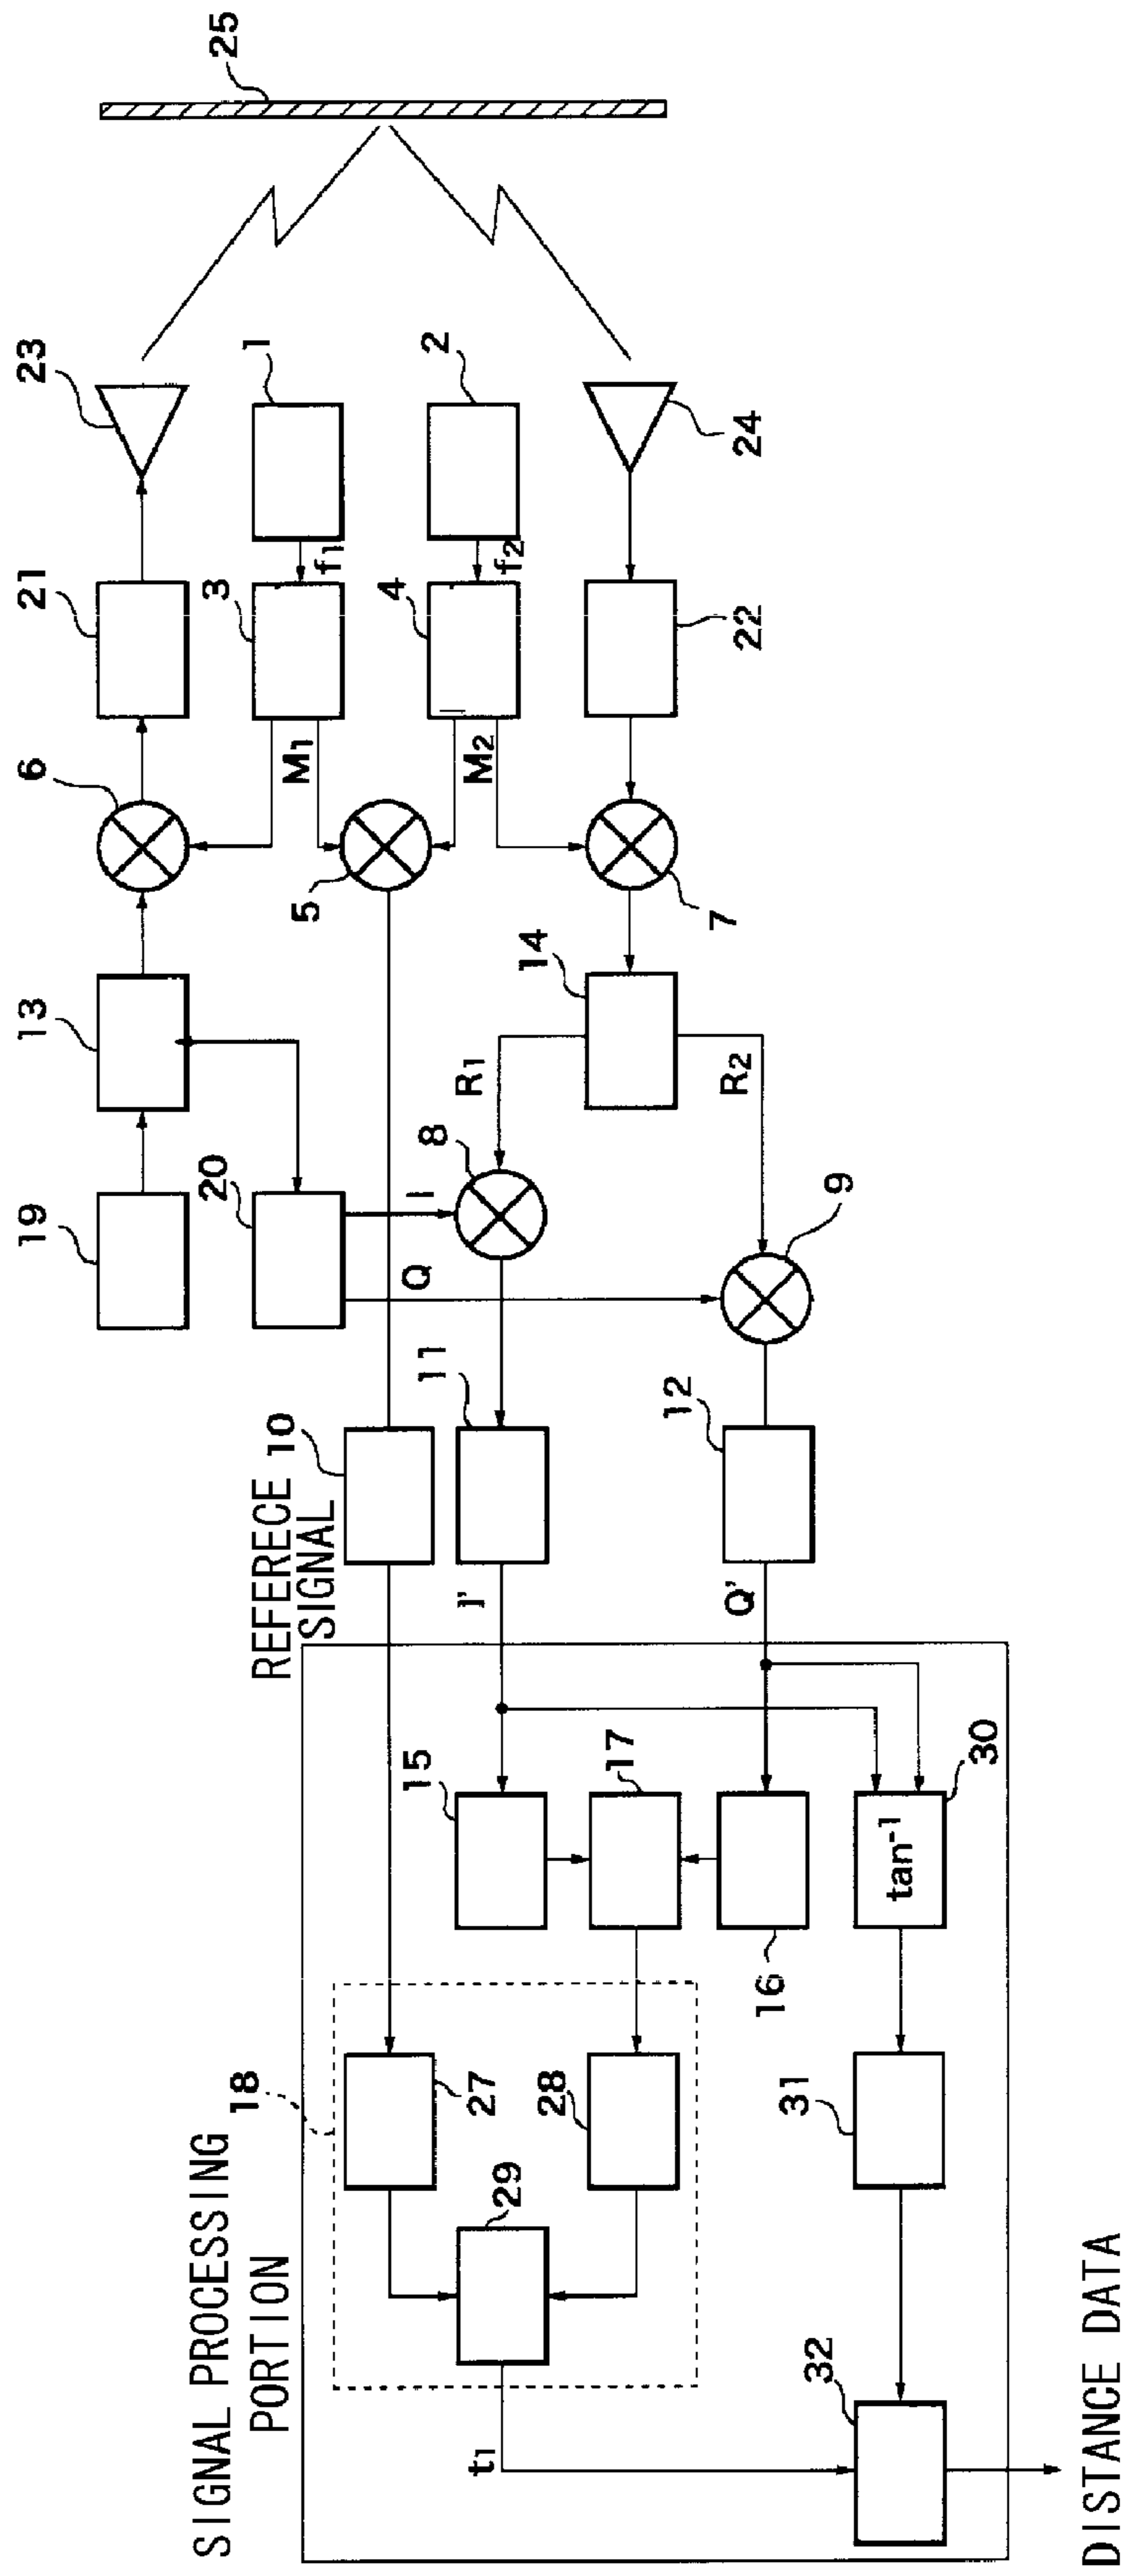 19
13
6
21
23
25
SIGNAL PROCESSING
PORTION
18
REFERECE
SIGNAL
10
20
3
1
f1
M1
5
27
15
11
Q
I
8
R1
4
2
f2
M2
t1
29
I'
28
17
14
12
7
22
24
Q'
R2
16
9
31
32
tan-1
30
DISTANCE DATA